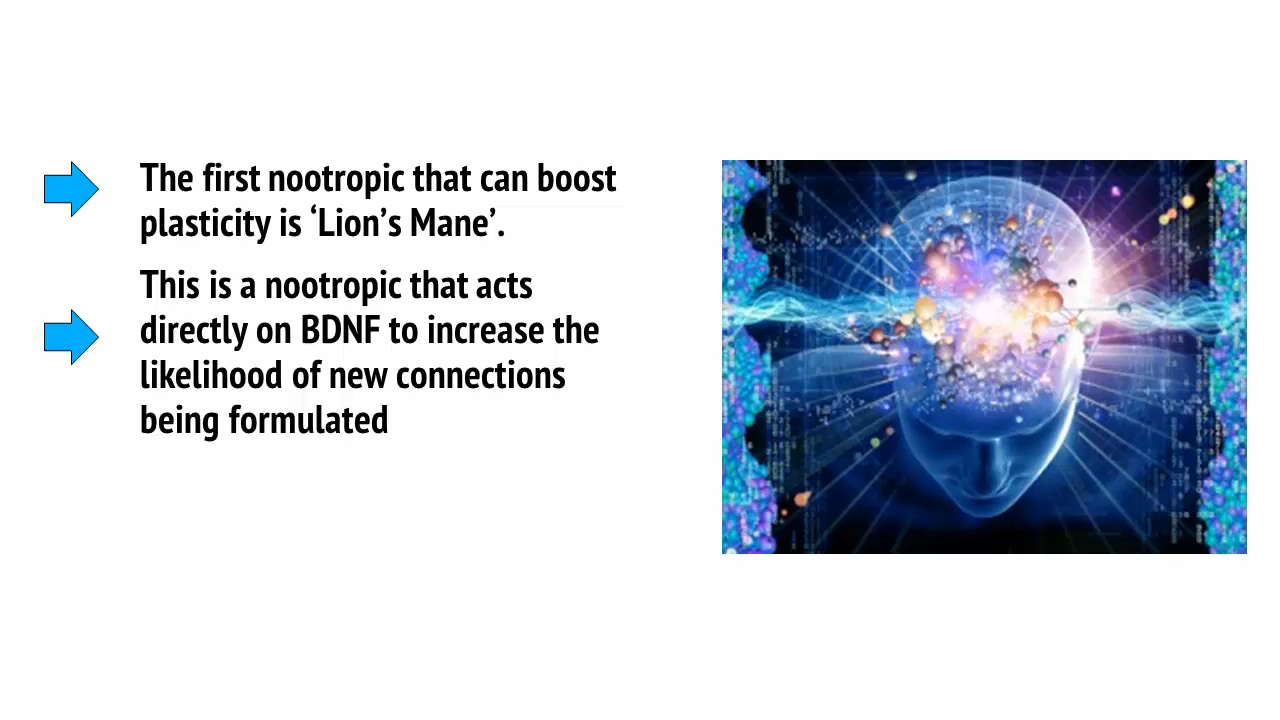 The first nootropic that can boost
plasticity is ‘Lion’s Mane’.
This is a nootropic that acts
directly on BDNF to increase the
likelihood of new connections
being formulated